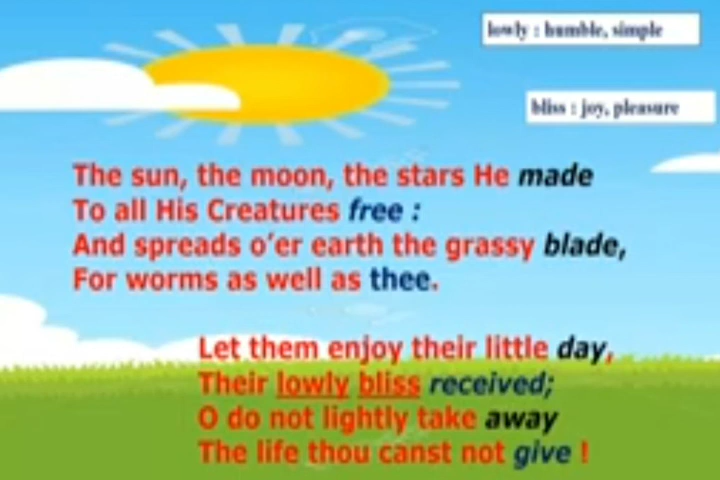 lowly : humble, simple
bliss : joy, pleasure
The sun, the moon, the stars He made
To all His Creatures free :
And spreads o'er earth the grassy blade,
For worms as well as thee.
Let them enjoy their little day,
Their lowly bliss received;
O do not lightly take away
The life thou canst not give !